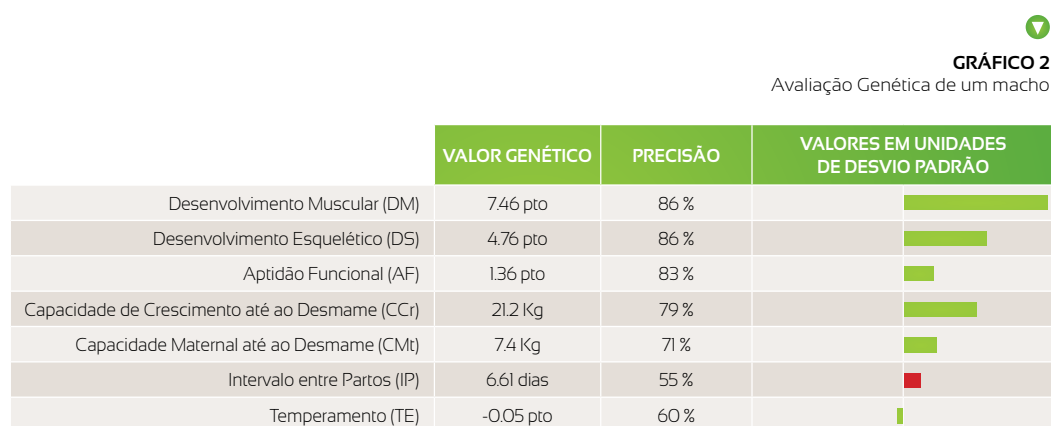 GRÁFICO 2
Avaliação Genética de um macho
VALOR GENÉTICO PRECISÃO VALORES EM UNIDADES
DE DESVIO PADRÃO
Desenvolvimento Muscular (DM) 7.46 pto 86 %
Desenvolvimento Esquelético (DS) 4.76 pto 86 %
Aptidão Funcional (AF) 1.36 pto 83 %
Capacidade de Crescimento até ao Desmame (CCr) 21.2 Kg 79 %
Capacidade Maternal até ao Desmame (CMt) 7.4 Kg 71 %
Intervalo entre Partos (IP) 6.61 dias 55 %
Temperamento (TE) -0.05 pto 60 %